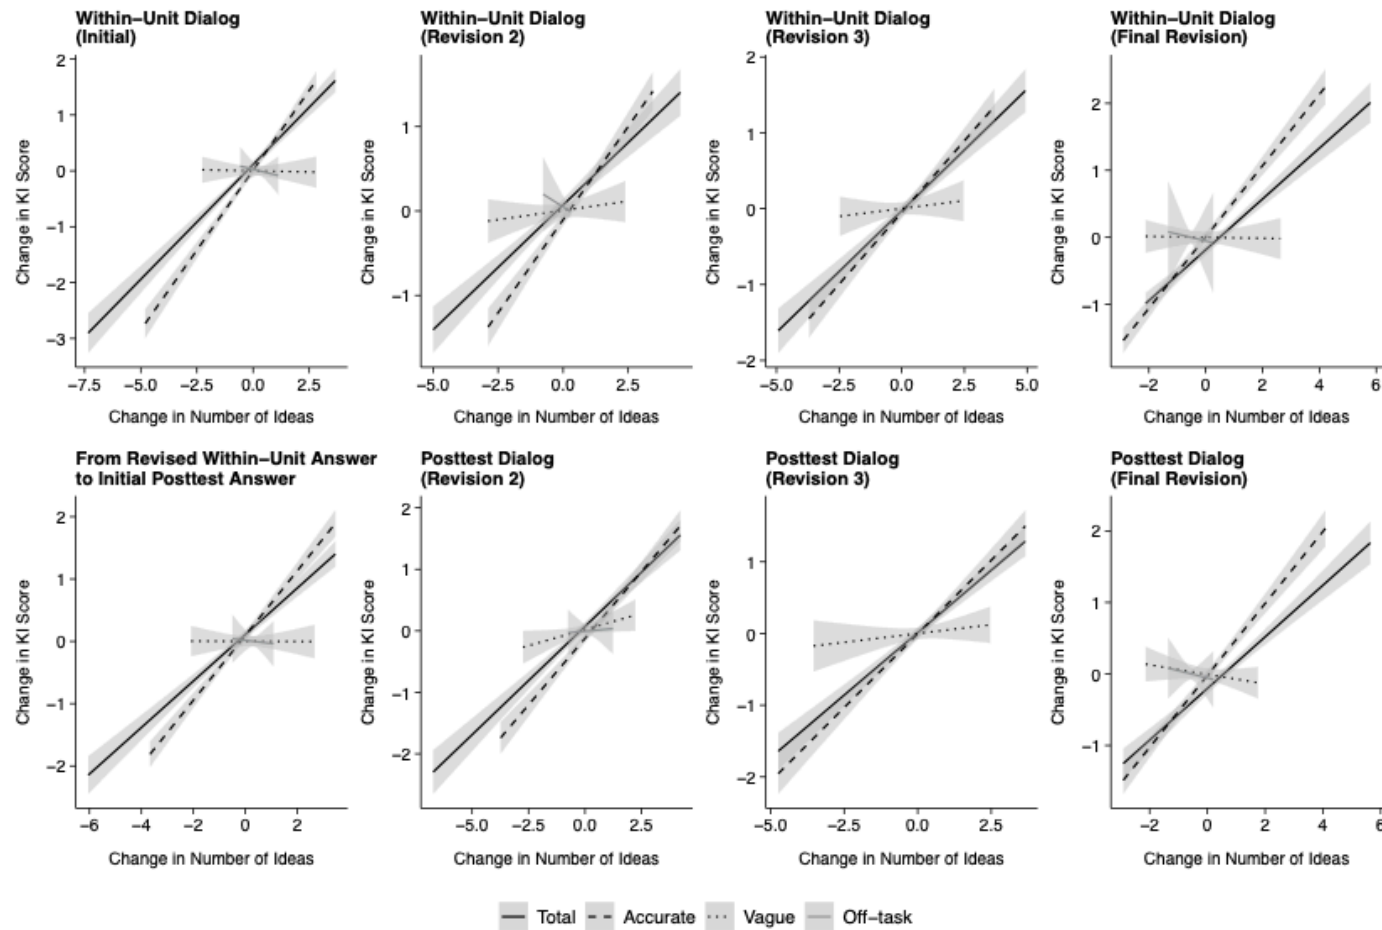 Within−Unit Dialog
(Initial)
Within−Unit Dialog
(Revision 2)
Within−Unit Dialog
(Revision 3)
Within−Unit Dialog
(Final Revision)
Change in KI Score
2
1
0
−1
−2
−3
−7.5 −5.0 −2.5 0.0 2.5
Change in Number of Ideas
Change in KI Score
1
0
−1
−5.0 −2.5 0.0 2.5
Change in Number of Ideas
Change in KI Score
2
1
0
−1
−2
−5.0 −2.5 0.0 2.5 5.0
Change in Number of Ideas
Change in KI Score
2
1
0
−1
−2 0 2 4 6
Change in Number of Ideas
From Revised Within−Unit Answer
to Initial Posttest Answer
Posttest Dialog
(Revision 2)
Posttest Dialog
(Revision 3)
Posttest Dialog
(Final Revision)
Change in KI Score
2
1
0
−1
−2
−6 −4 −2 0 2
Change in Number of Ideas
Change in KI Score
2
1
0
−1
−2
−5.0 −2.5 0.0 2.5
Change in Number of Ideas
Change in KI Score
1
0
−1
−2
−5.0 −2.5 0.0 2.5
Change in Number of Ideas
Change in KI Score
2
1
0
−1
−2 0 2 4 6
Change in Number of Ideas
Total Accurate Vague Off−task